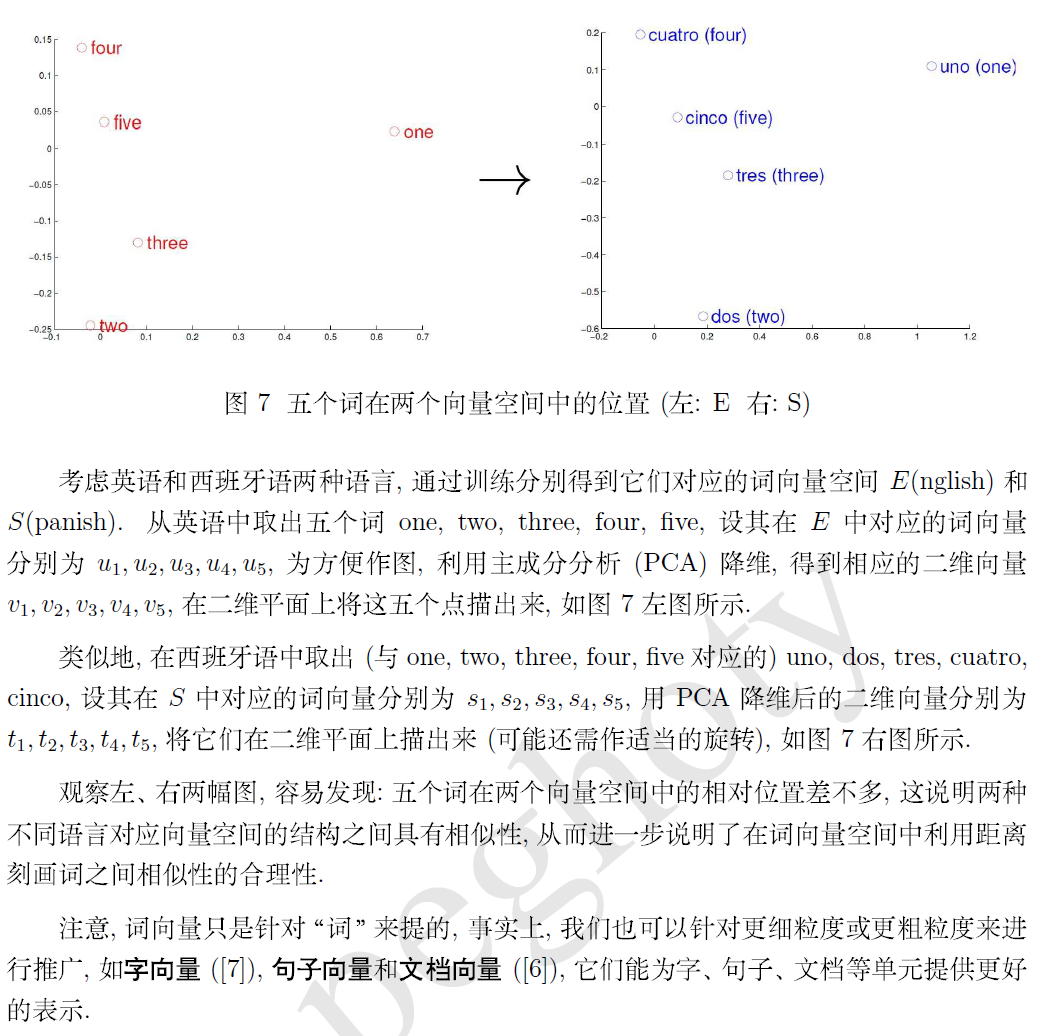 0.15
0.1
0.05
0
−0.05
−0.1
−0.15
−0.2
−0.25
−0.1
0
0.1
0.2
0.3
0.4
0.5
0.6
0.7
four
five
one
three
two
→
0.2
0.1
0
−0.1
−0.2
−0.3
−0.4
−0.5
−0.6
−0.2
0
0.2
0.4
0.6
0.8
1
1.2
cuatro (four)
uno (one)
cinco (five)
tres (three)
dos (two)
图 7 五个词在两个向量空间中的位置 (左: E 右: S)
考虑英语和西班牙语两种语言, 通过训练分别得到它们对应的词向量空间 E(nglish) 和
S(panish). 从英语中取出五个词 one, two, three, four, five, 设其在 E 中对应的词向量
分别为 u₁, u₂, u₃, u₄, u₅, 为方便作图, 利用主成分分析 (PCA) 降维, 得到相应的二维向量
v₁, v₂, v₃, v₄, v₅, 在二维平面上将这五个点描出来, 如图 7 左图所示.
类似地, 在西班牙语中取出 (与 one, two, three, four, five 对应的) uno, dos, tres, cuatro,
cinco, 设其在 S 中对应的词向量分别为 s₁, s₂, s₃, s₄, s₅, 用 PCA 降维后的二维向量分别为
t₁, t₂, t₃, t₄, t₅, 将它们在二维平面上描出来 (可能还需作适当的旋转), 如图 7 右图所示.
观察左、右两幅图, 容易发现: 五个词在两个向量空间中的相对位置差不多, 这说明两种
不同语言对应向量空间的结构之间具有相似性, 从而进一步说明了在词向量空间中利用距离
刻画词之间相似性的合理性.
注意, 词向量只是针对 “词” 来提的, 事实上, 我们也可以针对更细粒度或更粗粒度来进
行推广, 如字向量 ([7]), 句子向量和文档向量 ([6]), 它们能为字、句子、文档等单元提供更好
的表示.
peghoty